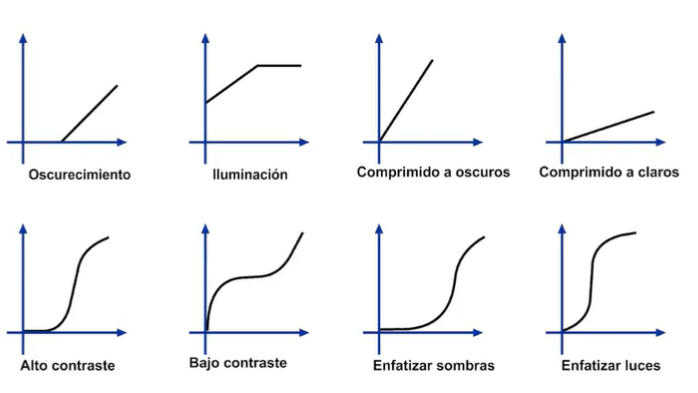 Oscurecimiento
Iluminación
Comprimido a oscuros
Comprimido a claros
Alto contraste
Bajo contraste
Enfatizar sombras
Enfatizar luces